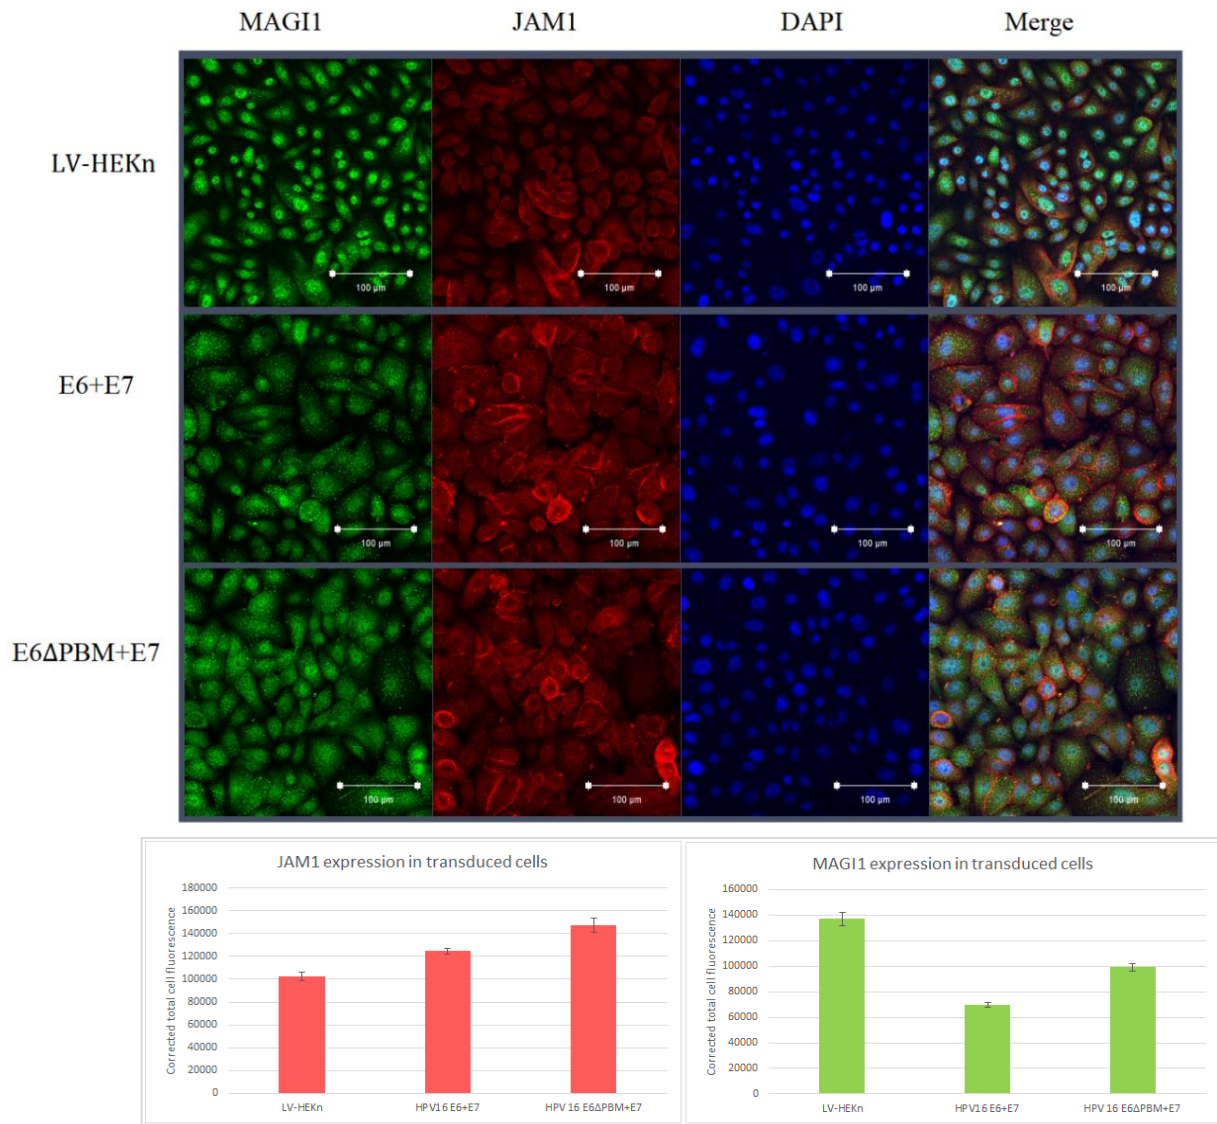 MAGI1 JAM1 DAPI Merge
LV-HEKn
100 µm 100 µm 100 µm 100 µm
E6+E7
100 µm 100 µm 100 µm 100 µm
E6ΔPBM+E7
100 µm 100 µm 100 µm 100 µm
JAM1 expression in transduced cells
Corrected total cell fluorescence
180000
160000
140000
120000
100000
80000
60000
40000
20000
0
LV-HEKn HPV16 E6+E7 HPV 16 E6ΔPBM+E7
MAGI1 expression in transduced cells
Corrected total cell fluorescence
160000
140000
120000
100000
80000
60000
40000
20000
0
LV-HEKn HPV16 E6+E7 HPV 16 E6ΔPBM+E7